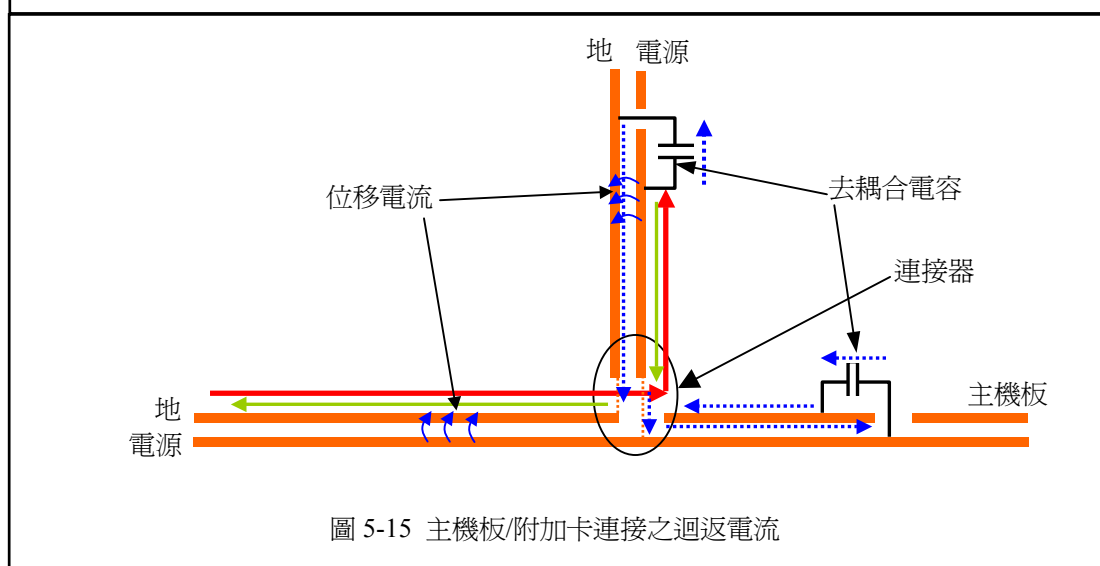 地 電源
位移電流
去耦合電容
連接器
主機板
地
電源
圖 5-15 主機板/附加卡連接之迴返電流